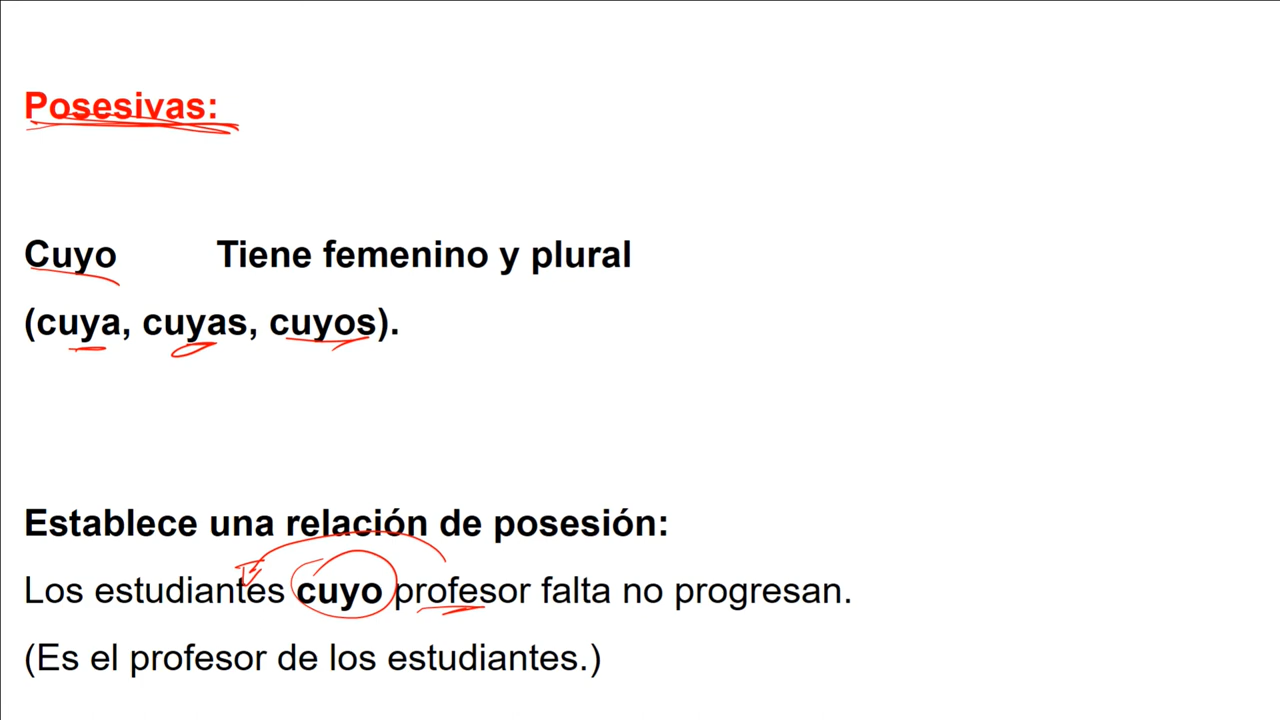 Posesivas:
Cuyo Tiene femenino y plural
(cuya, cuyas, cuyos).
Establece una relación de posesión:
Los estudiantes cuyo profesor falta no progresan.
(Es el profesor de los estudiantes.)